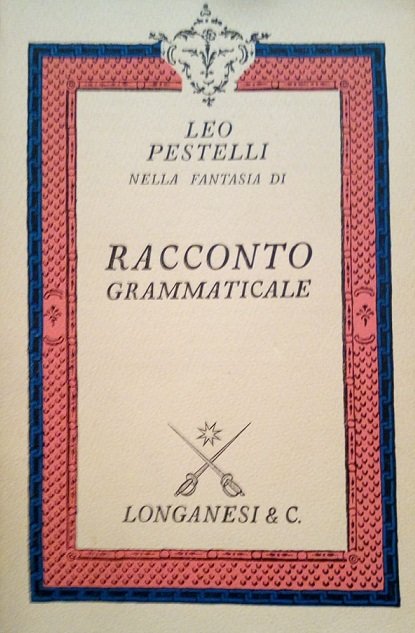 LEO
PESTELLI
NELLA FANTASIA DI
RACCONTO
GRAMMATICALE
LONGANESI & C.